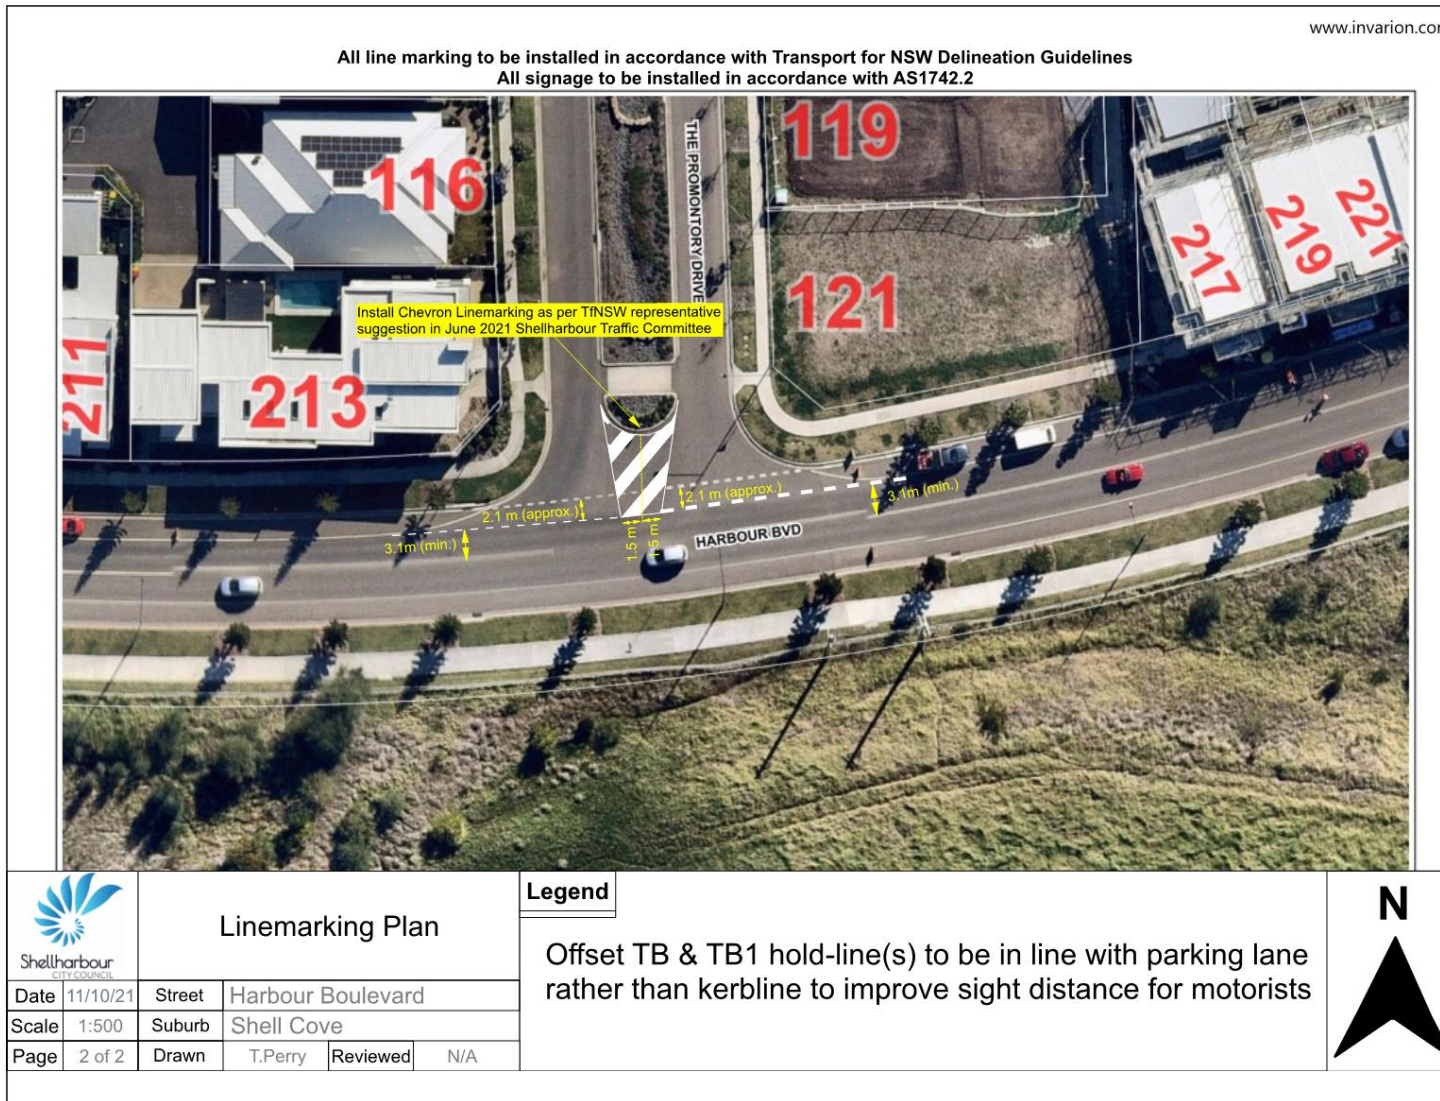 www.invarion.com
All line marking to be installed in accordance with Transport for NSW Delineation Guidelines
All signage to be installed in accordance with AS1742.2
THE PROMONTORY DRIVE
119
116
221
219
217
121
Install Chevron Linemarking as per TfNSW representative
suggestion in June 2021 Shellharbour Traffic Committee
211
213
2.1 m (approx.)
3.1m (min.)
2.1 m (approx.)
3.1m (min.)
1.5 m
1.5 m
HARBOUR BVD
Shellharbour
CITY COUNCIL
Linemarking Plan
Legend
Offset TB & TB1 hold-line(s) to be in line with parking lane
rather than kerbline to improve sight distance for motorists
N
Date 11/10/21 Street Harbour Boulevard
Scale 1:500 Suburb Shell Cove
Page 2 of 2 Drawn T.Perry Reviewed N/A